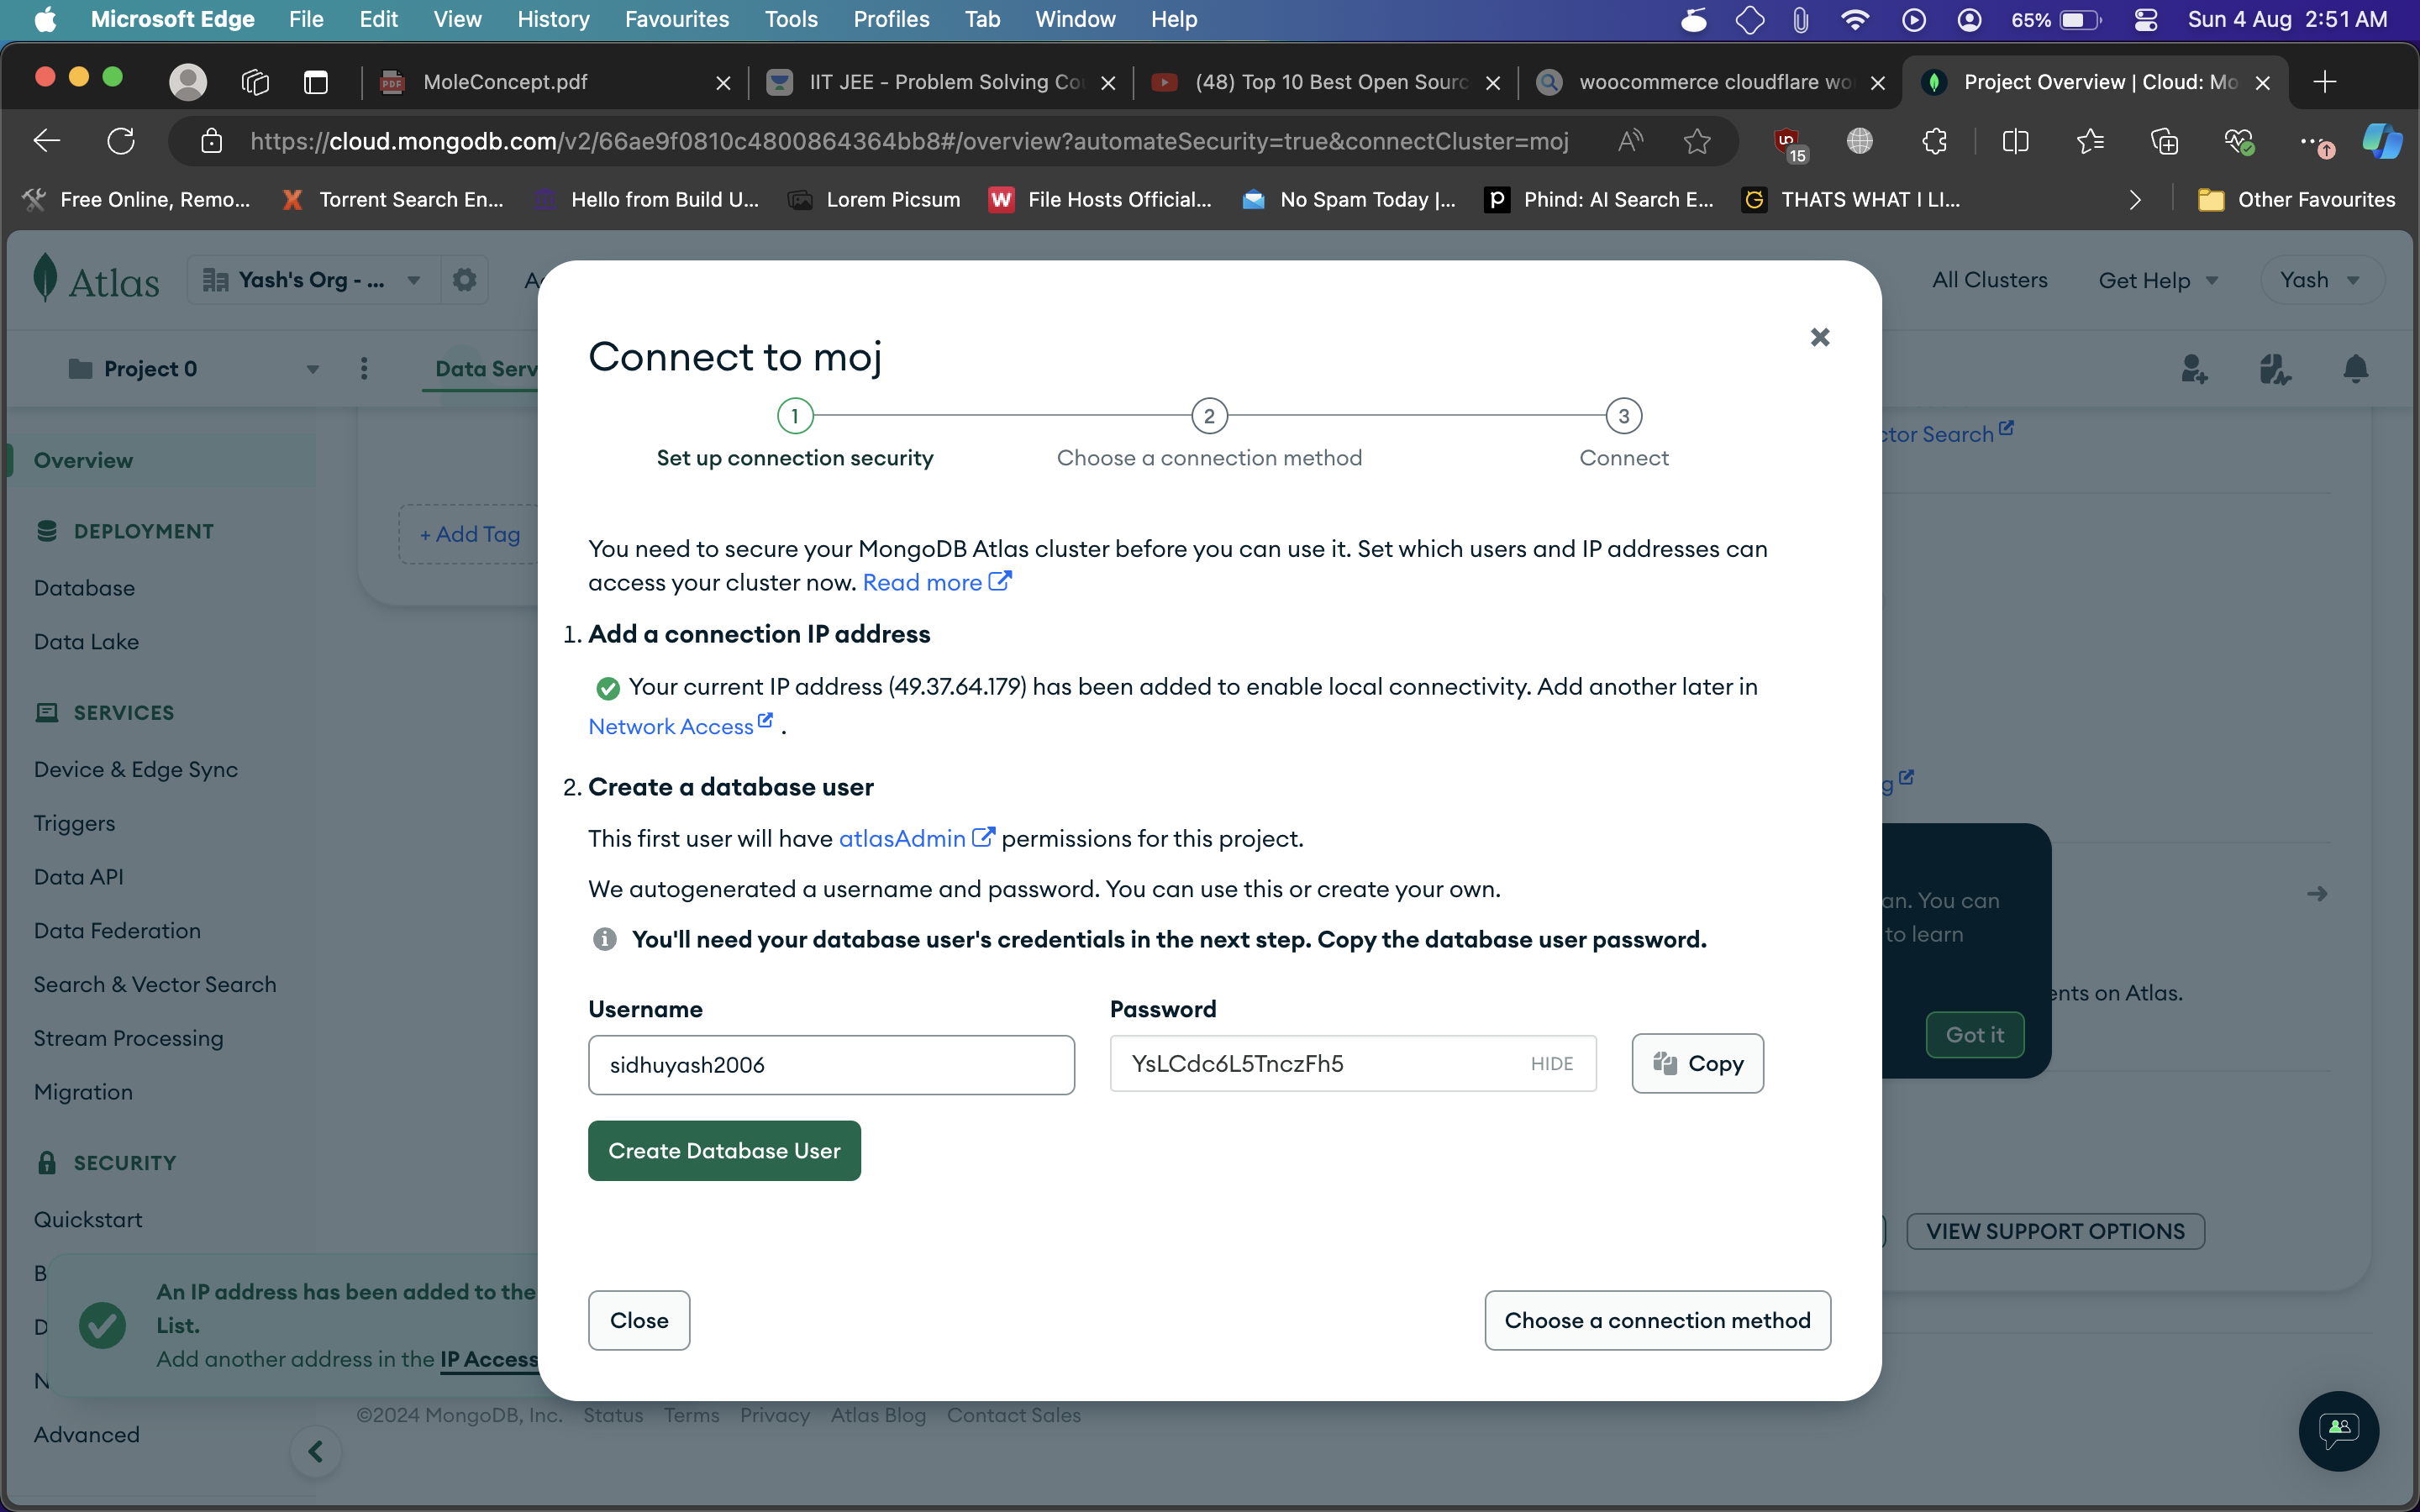 Microsoft Edge File Edit View History Favourites Tools Profiles Tab Window Help 65% Sun 4 Aug 2:51 AM
MoleConcept.pdf IIT JEE - Problem Solving Co (48) Top 10 Best Open Sourc woocommerce cloudflare wo Project Overview | Cloud: Mo
https://cloud.mongodb.com/v2/66ae9f0810c4800864364bb8#/overview?automateSecurity=true&connectCluster=moj 15
Free Online, Remo... Torrent Search En... Hello from Build U... Lorem Picsum File Hosts Official... No Spam Today |... Phind: AI Search E... THATS WHAT I LI... Other Favourites
Atlas Yash's Org - ... All Clusters Get Help Yash
Project 0 Data Serv
Overview
DEPLOYMENT
Database
Data Lake
SERVICES
Device & Edge Sync
Triggers
Data API
Data Federation
Search & Vector Search
Stream Processing
Migration
SECURITY
Quickstart
Advanced
+ Add Tag
Connect to moj
1 2 3
Set up connection security Choose a connection method Connect
You need to secure your MongoDB Atlas cluster before you can use it. Set which users and IP addresses can
access your cluster now. Read more
1. Add a connection IP address
Your current IP address (49.37.64.179) has been added to enable local connectivity. Add another later in
Network Access .
2. Create a database user
This first user will have atlasAdmin permissions for this project.
We autogenerated a username and password. You can use this or create your own.
You'll need your database user's credentials in the next step. Copy the database user password.
Username Password
sidhuyash2006 YsLCdc6L5TnczFh5 HIDE Copy
Create Database User
Close Choose a connection method
ctor Search
g
an. You can
to learn
ents on Atlas.
Got it
VIEW SUPPORT OPTIONS
An IP address has been added to the
List.
Add another address in the IP Access
©2024 MongoDB, Inc. Status Terms Privacy Atlas Blog Contact Sales